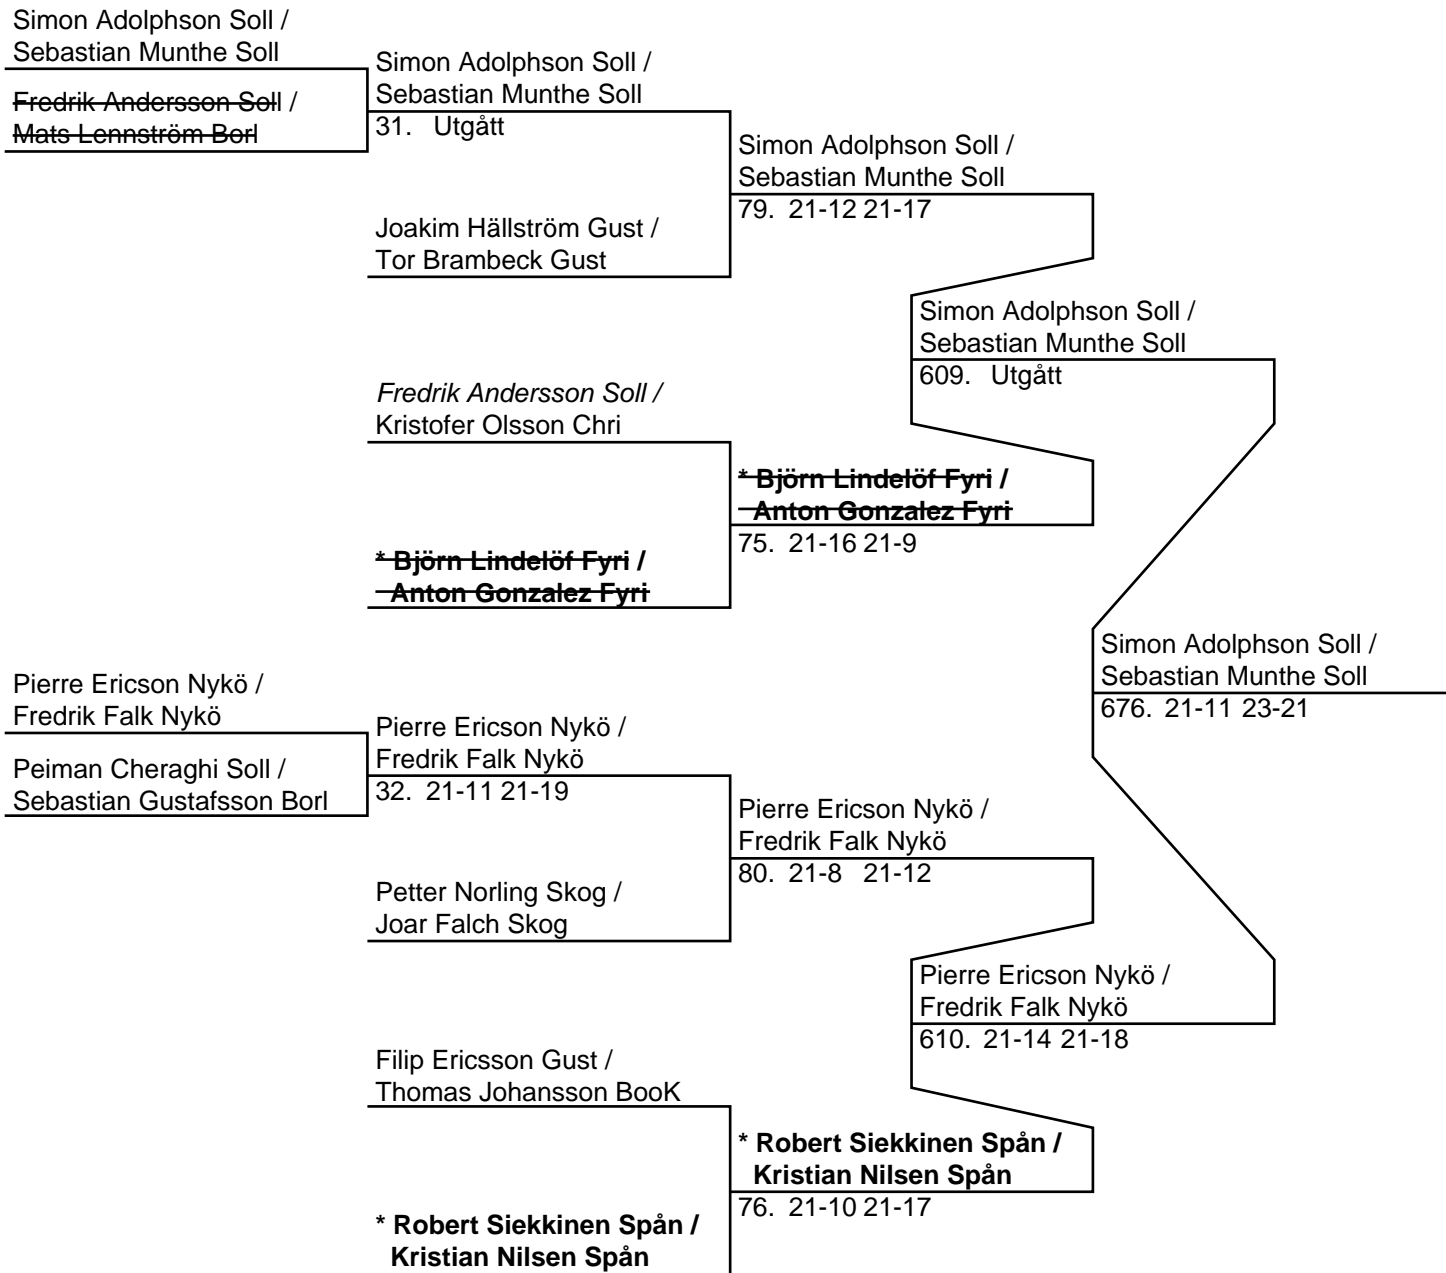 Simon Adolphson Soll /
Sebastian Munthe Soll
Fredrik Andersson Soll /
Mats Lennström Borl
Simon Adolphson Soll /
Sebastian Munthe Soll
31. Utgått
Joakim Hällström Gust /
Tor Brambeck Gust
Simon Adolphson Soll /
Sebastian Munthe Soll
79. 21-12 21-17
Fredrik Andersson Soll /
Kristofer Olsson Chri
* Björn Lindelöf Fyri /
Anton Gonzalez Fyri
* Björn Lindelöf Fyri /
Anton Gonzalez Fyri
75. 21-16 21-9
Simon Adolphson Soll /
Sebastian Munthe Soll
609. Utgått
Simon Adolphson Soll /
Sebastian Munthe Soll
676. 21-11 23-21
Pierre Ericson Nykö /
Fredrik Falk Nykö
Peiman Cheraghi Soll /
Sebastian Gustafsson Borl
Pierre Ericson Nykö /
Fredrik Falk Nykö
32. 21-11 21-19
Petter Norling Skog /
Joar Falch Skog
Pierre Ericson Nykö /
Fredrik Falk Nykö
80. 21-8 21-12
Pierre Ericson Nykö /
Fredrik Falk Nykö
610. 21-14 21-18
Filip Ericsson Gust /
Thomas Johansson BooK
* Robert Siekkinen Spån /
Kristian Nilsen Spån
76. 21-10 21-17
* Robert Siekkinen Spån /
Kristian Nilsen Spån